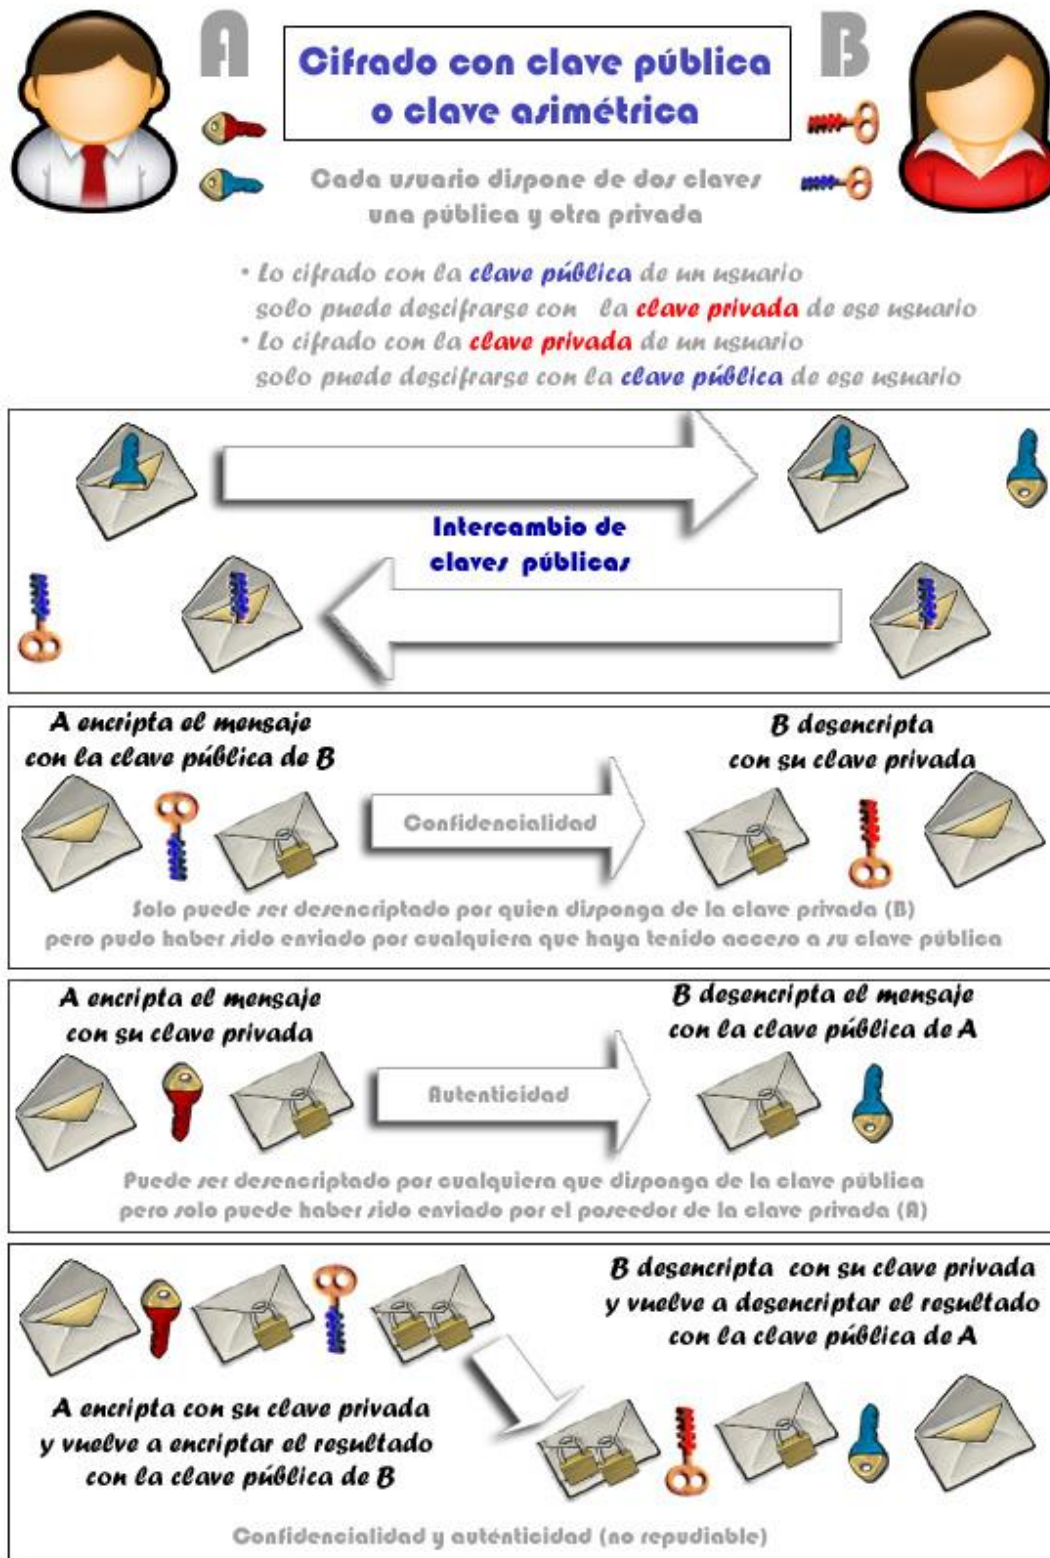 A
Cifrado con clave pública
o clave asimétrica
B
Cada usuario dispone de dos claves
una pública y otra privada
• Lo cifrado con la clave pública de un usuario
solo puede descifrarse con la clave privada de ese usuario
• Lo cifrado con la clave privada de un usuario
solo puede descifrarse con la clave pública de ese usuario
Intercambio de
claves públicas
A encripta el mensaje
con la clave pública de B
B desencripta
con su clave privada
Confidencialidad
Solo puede ser desencriptado por quien disponga de la clave privada (B)
pero pudo haber sido enviado por cualquiera que haya tenido acceso a su clave pública
A encripta el mensaje
con su clave privada
B desencripta el mensaje
con la clave pública de A
Autenticidad
Puede ser desencriptado por cualquiera que disponga de la clave pública
pero solo puede haber sido enviado por el poseedor de la clave privada (A)
B desencripta con su clave privada
y vuelve a desencriptar el resultado
con la clave pública de A
A encripta con su clave privada
y vuelve a encriptar el resultado
con la clave pública de B
Confidencialidad y auténticidad (no repudiable)